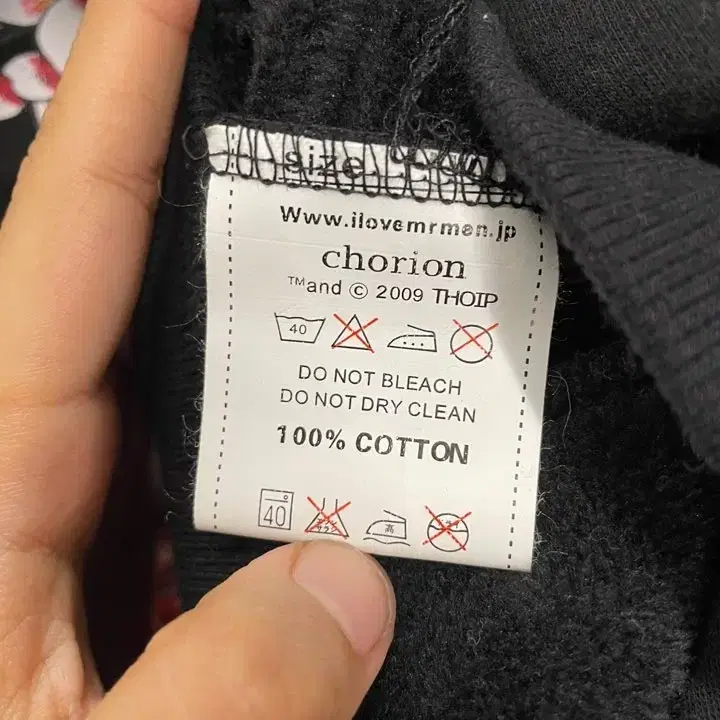 size
Www.ilovemrmen.jp
chorion
™and © 2009 THOIP
40
DO NOT BLEACH
DO NOT DRY CLEAN
100% COTTON
40 高